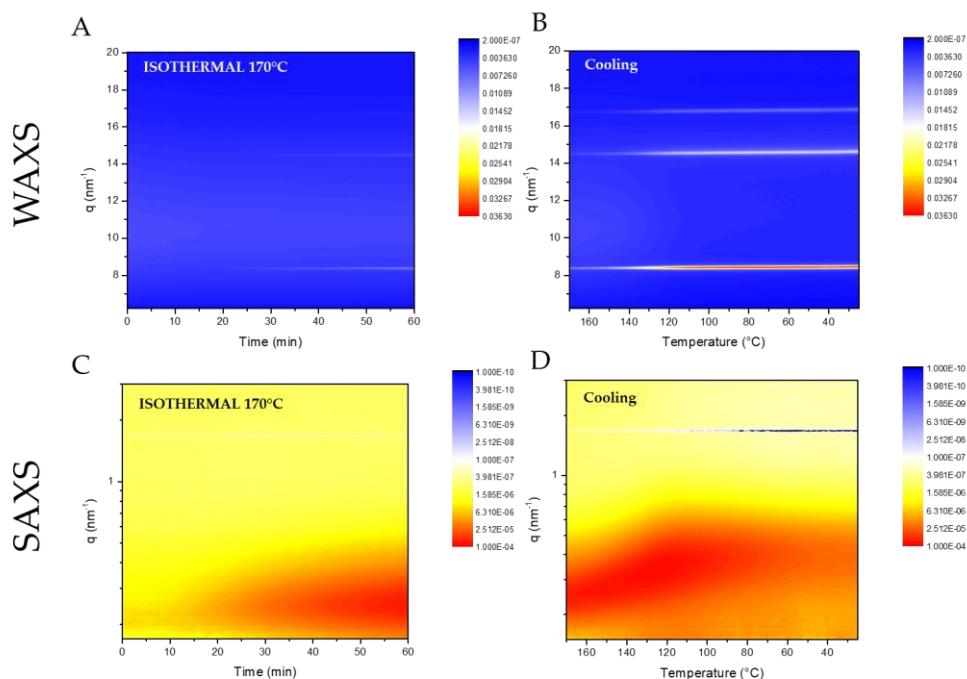 A
B
WAXS
q (nm-1)
20
18
16
14
12
10
8
ISOTHERMAL 170°C
0 10 20 30 40 50 60
Time (min)
2.000E-07
0.003630
0.007260
0.01089
0.01452
0.01815
0.02178
0.02541
0.02904
0.03267
0.03630
q (nm-1)
20
18
16
14
12
10
8
Cooling
160 140 120 100 80 60 40
Temperature (°C)
2.000E-07
0.003630
0.007260
0.01089
0.01452
0.01815
0.02178
0.02541
0.02904
0.03267
0.03630
C
D
SAXS
q (nm-1)
1
ISOTHERMAL 170°C
0 10 20 30 40 50 60
Time (min)
1.000E-10
3.981E-10
1.585E-09
6.310E-09
2.512E-08
1.000E-07
3.981E-07
1.585E-06
6.310E-06
2.512E-05
1.000E-04
q (nm-1)
1
Cooling
160 140 120 100 80 60 40
Temperature (°C)
1.000E-10
3.981E-10
1.585E-09
6.310E-09
2.512E-08
1.000E-07
3.981E-07
1.585E-06
6.310E-06
2.512E-05
1.000E-04